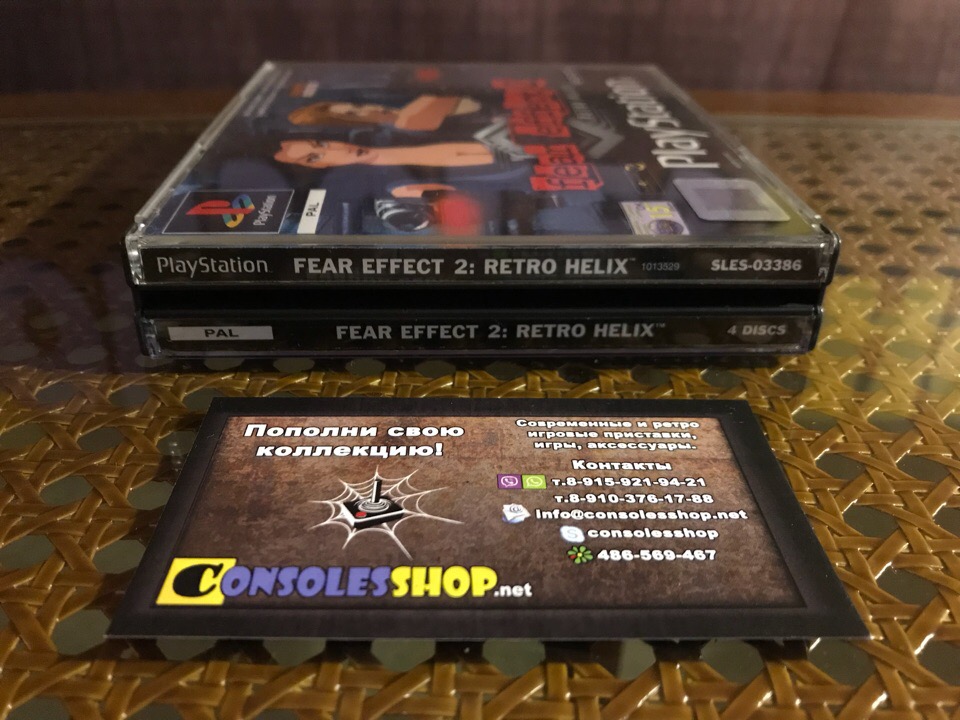 PlayStation
PlayStation
PAL
15
PlayStation FEAR EFFECT 2: RETRO HELIX™ 1013529 SLES-03386
PAL FEAR EFFECT 2: RETRO HELIX™ 4 DISCS
Пополни свою
коллекцию!
Современные и ретро
игровые приставки,
игры, аксессуары.
Контакты
т.8-915-921-94-21
т.8-910-376-17-88
info@consolesshop.net
consolesshop
486-569-467
CONSOLESSHOP.net